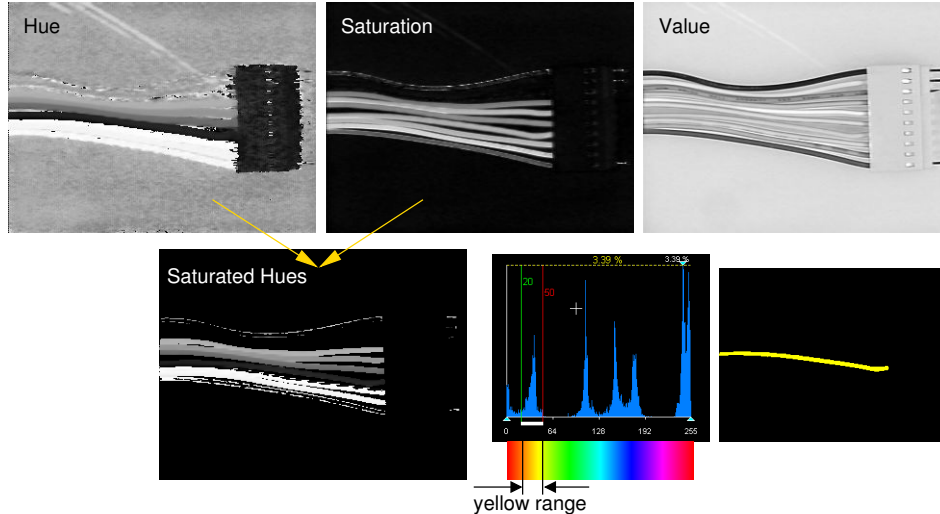 Hue
Saturation
Value
Saturated Hues
3.39 %
3.39 %
20
50
0
64
128
192
255
yellow range